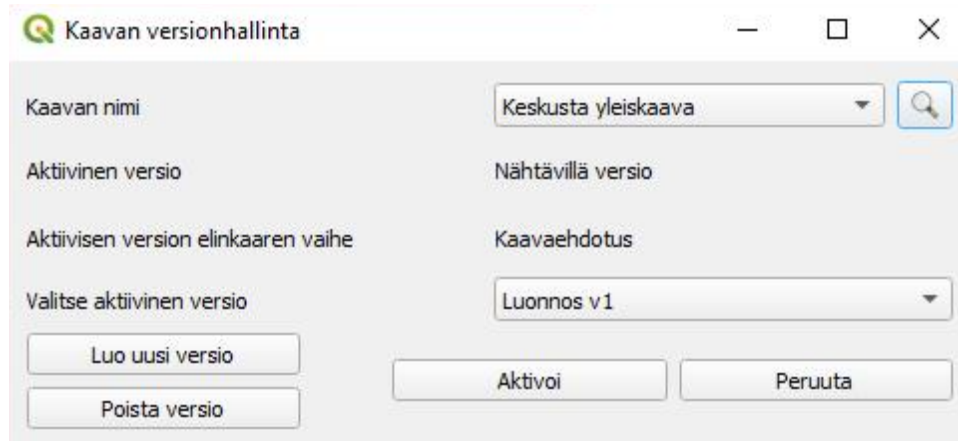 Kaavan versionhallinta
Kaavan nimi Keskusta yleiskaava
Aktiivinen versio Nähtävillä versio
Aktiivisen version elinkaaren vaihe Kaavaehdotus
Valitse aktiivinen versio Luonnos v1
Luo uusi versio
Aktivoi Peruuta
Poista versio